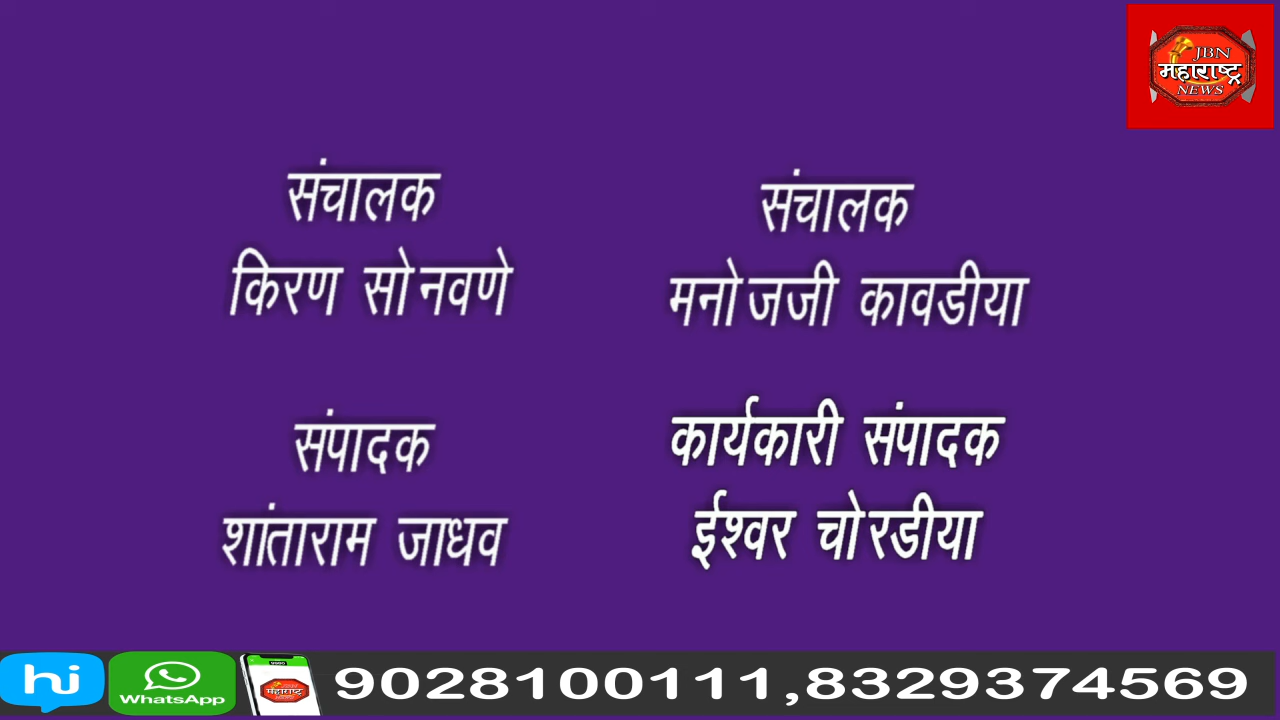 JBN
महाराष्ट्र
NEWS
संचालक
किरण सोनवणे
संचालक
मनोजजी कावडीया
संपादक
शांताराम जाधव
कार्यकारी संपादक
ईश्वर चोरडीया
hi
WhatsApp
महाराष्ट्र
9028100111,8329374569